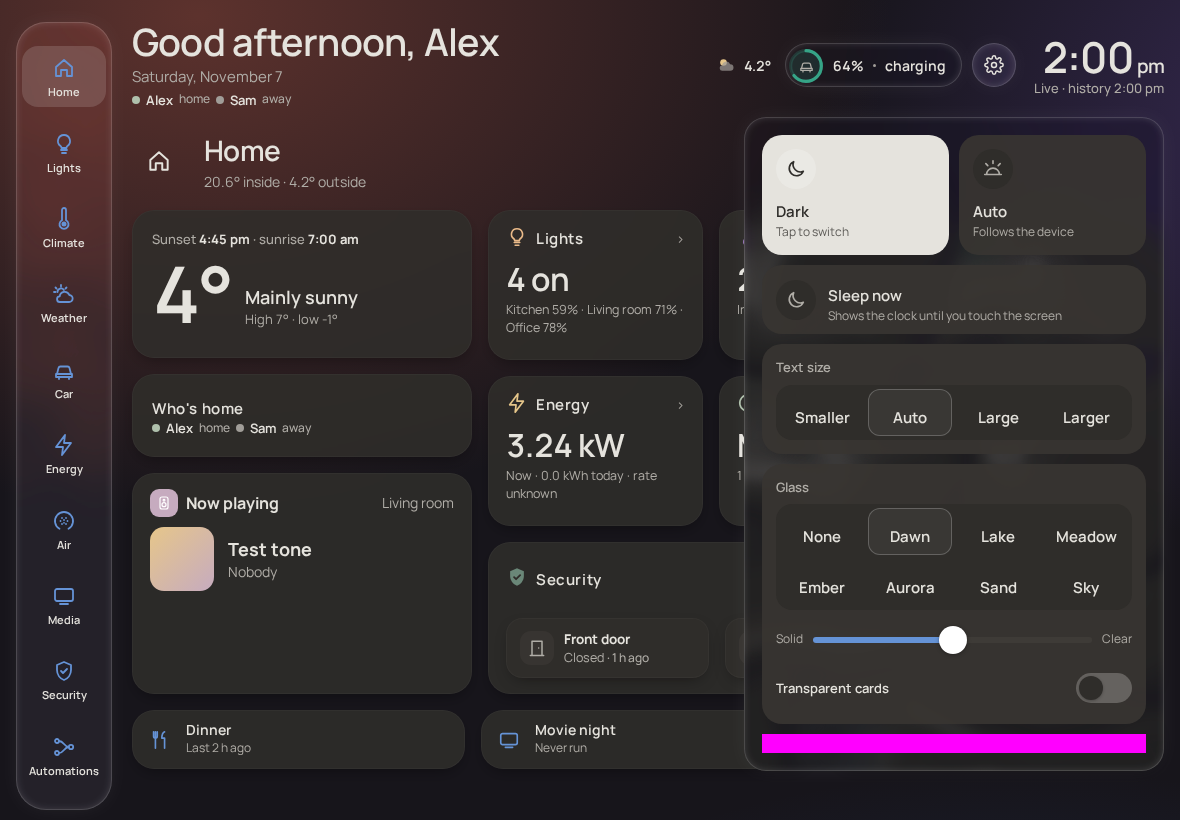 Good afternoon, Alex
Saturday, November 7
Alex home Sam away
4.2°
64% · charging
2:00 pm
Live · history 2:00 pm
Home
Lights
Climate
Weather
Car
Energy
Air
Media
Security
Automations
Home
20.6° inside · 4.2° outside
Sunset 4:45 pm · sunrise 7:00 am
4°
Mainly sunny
High 7° · low -1°
Who's home
Alex home Sam away
Now playing
Living room
Test tone
Nobody
Lights
4 on
Kitchen 59% · Living room 71% ·
Office 78%
Energy
3.24 kW
Now · 0.0 kWh today · rate
unknown
Security
Front door
Closed · 1 h ago
Dinner
Last 2 h ago
Movie night
Never run
Dark
Tap to switch
Auto
Follows the device
Sleep now
Shows the clock until you touch the screen
Text size
Smaller Auto Large Larger
Glass
None Dawn Lake Meadow
Ember Aurora Sand Sky
Solid Clear
Transparent cards